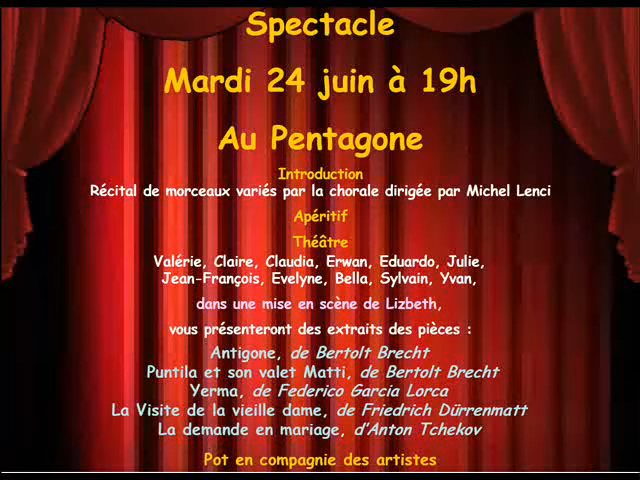 Spectacle
Mardi 24 juin à 19h
Au Pentagone
Introduction
Récital de morceaux variés par la chorale dirigée par Michel Lenci
Apéritif
Théâtre
Valérie, Claire, Claudia, Erwan, Eduardo, Julie,
Jean-François, Evelyne, Bella, Sylvain, Yvan,
dans une mise en scène de Lizbeth,
vous présenteront des extraits des pièces :
Antigone, de Bertolt Brecht
Puntila et son valet Matti, de Bertolt Brecht
Yerma, de Federico Garcia Lorca
La Visite de la vieille dame, de Friedrich Dürrenmatt
La demande en mariage, d'Anton Tchekov
Pot en compagnie des artistes